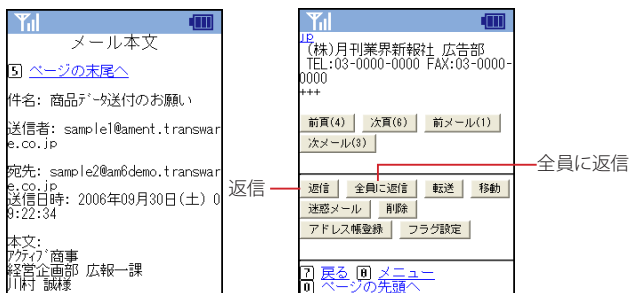 メール本文
5 ページの末尾へ
件名: 商品ﾃﾞｰﾀ送付のお願い
送信者: sample1@ament.transwar
e.co.jp
宛先: sample2@am6demo.transwar
e.co.jp
送信日時: 2006年09月30日(土) 0
9:22:34
本文:
ｱｸﾃｨﾌﾞ商事
経営企画部 広報一課
川村 誠様
返信
jp
(株)月刊業界新報社 広告部
TEL:03-0000-0000 FAX:03-0000-
0000
+++
前頁(4) 次頁(6) 前メール(1)
次メール(3)
返信 全員に返信 転送 移動
迷惑メール 削除
アドレス帳登録 フラグ設定
7 戻る 8 メニュー
0 ページの先頭へ
全員に返信